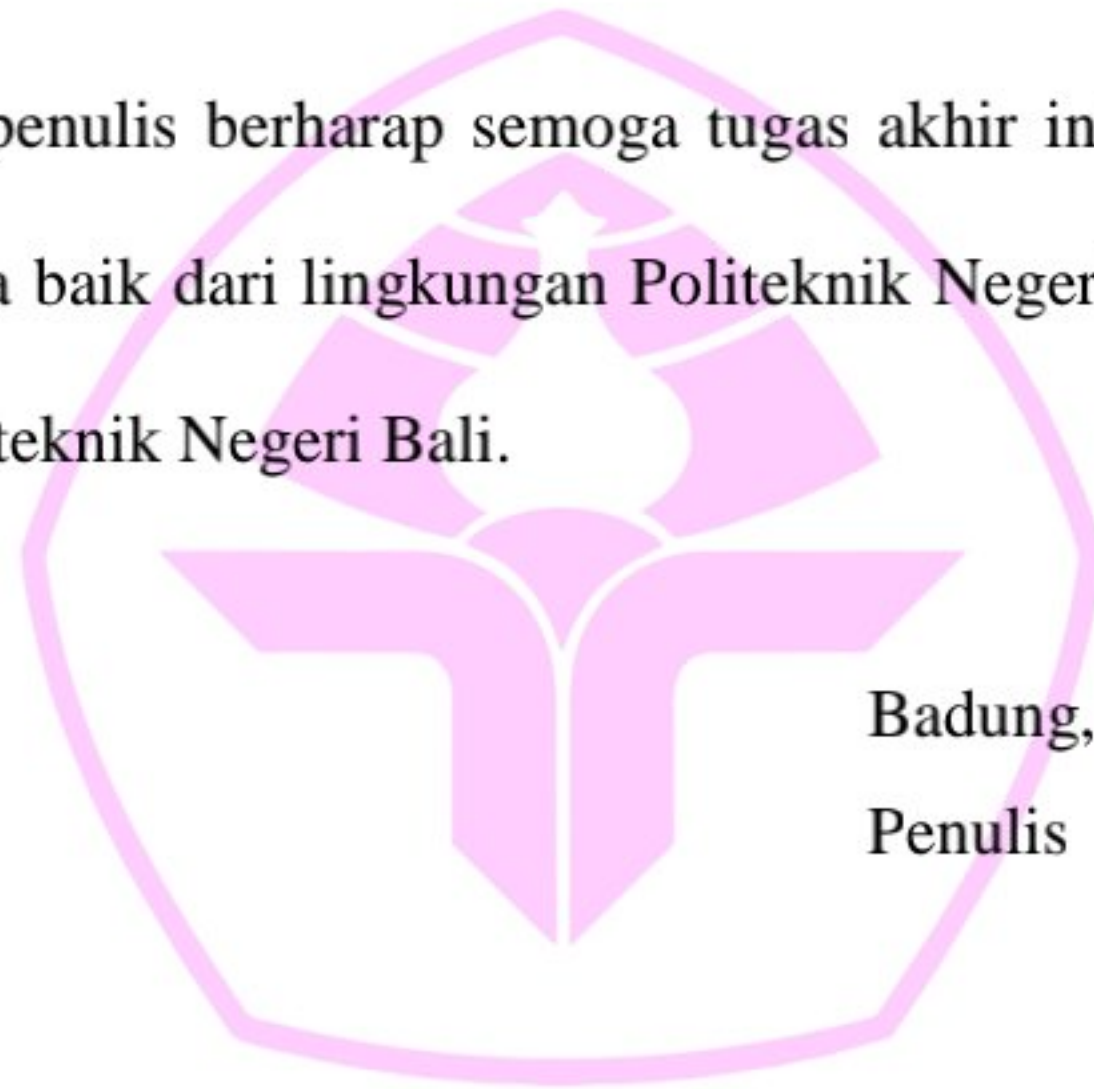 penulis berharap semoga tugas akhir in
a baik dari lingkungan Politeknik Neger
teknik Negeri Bali.
Badung,
Penulis